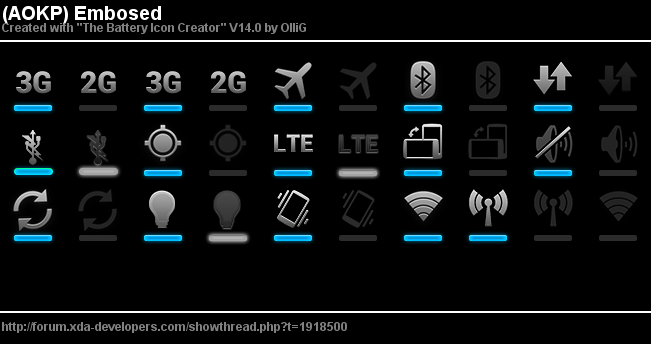 (AOKP) Embosed
Created with "The Battery Icon Creator" V14.0 by OlliG
3G 2G 3G 2G
LTE LTE
http://forum.xda-developers.com/showthread.php?t=1918500